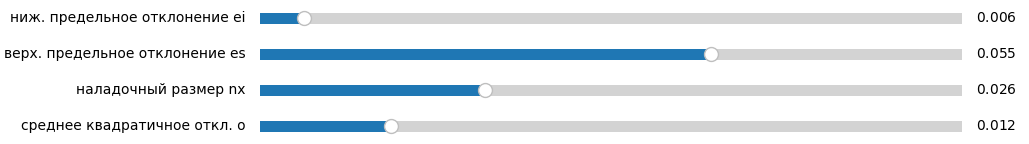 ниж. предельное отклонение ei 0.006
верх. предельное отклонение es 0.055
наладочный размер nx 0.026
среднее квадратичное откл. o 0.012